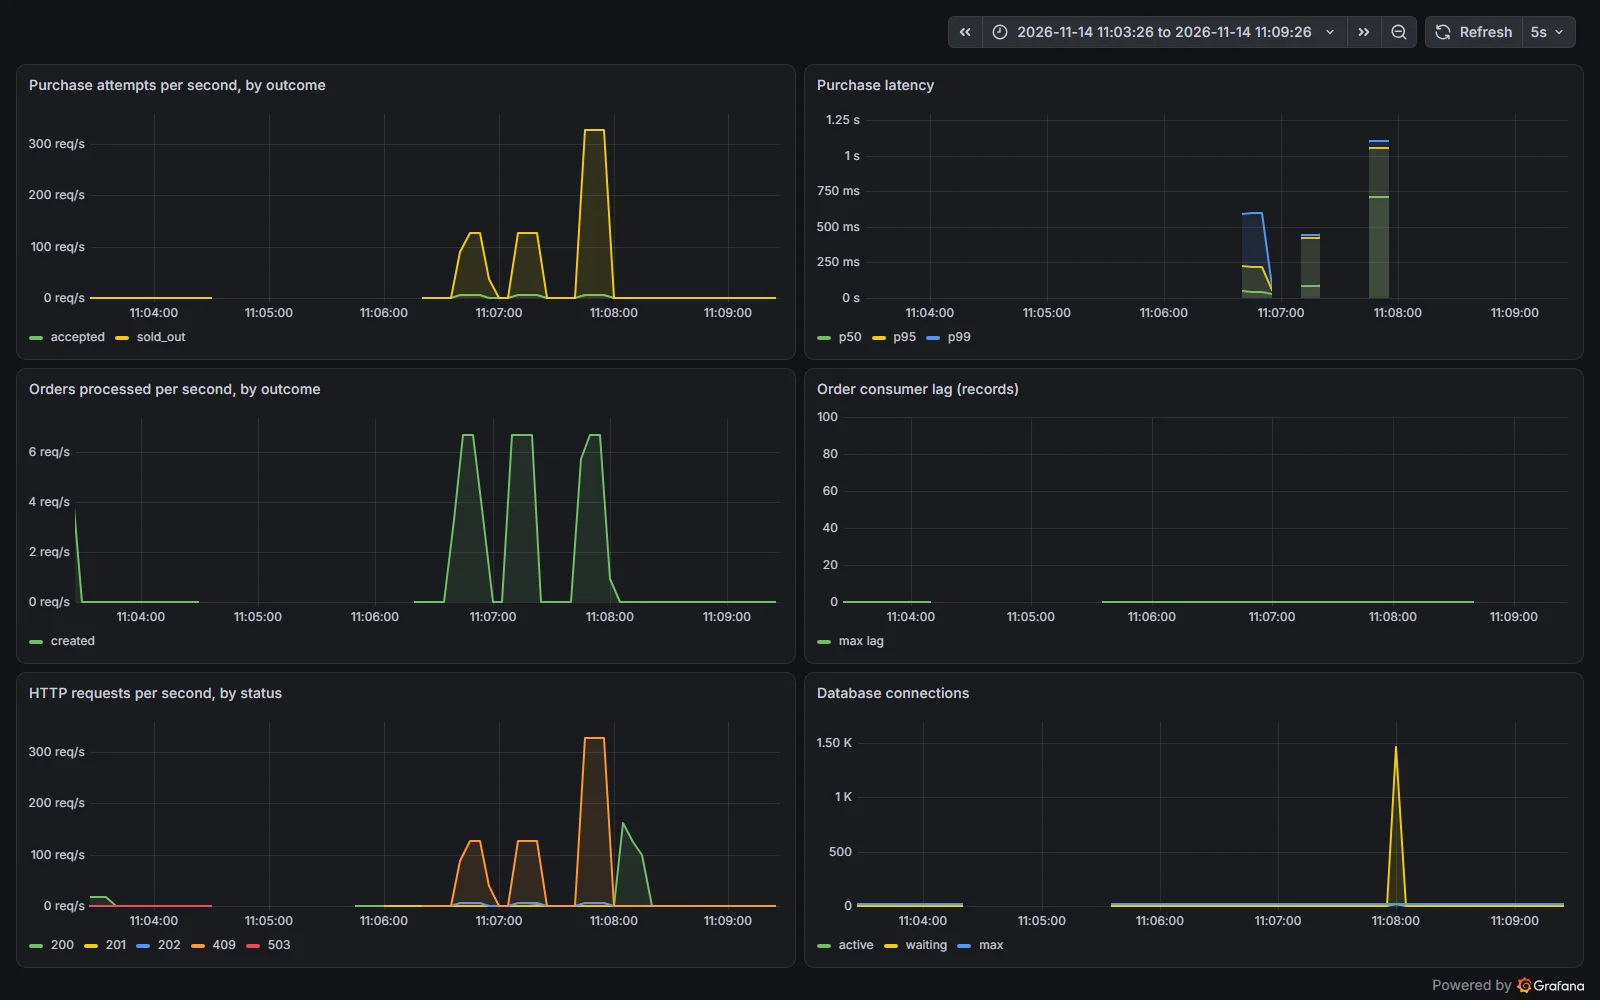 2026-11-14 11:03:26 to 2026-11-14 11:09:26
Refresh 5s
Purchase attempts per second, by outcome
300 req/s
200 req/s
100 req/s
0 req/s
11:04:00 11:05:00 11:06:00 11:07:00 11:08:00 11:09:00
accepted sold_out
Purchase latency
1.25 s
1 s
750 ms
500 ms
250 ms
0 s
11:04:00 11:05:00 11:06:00 11:07:00 11:08:00 11:09:00
p50 p95 p99
Orders processed per second, by outcome
6 req/s
4 req/s
2 req/s
0 req/s
11:04:00 11:05:00 11:06:00 11:07:00 11:08:00 11:09:00
created
Order consumer lag (records)
100
80
60
40
20
0
11:04:00 11:05:00 11:06:00 11:07:00 11:08:00 11:09:00
max lag
HTTP requests per second, by status
300 req/s
200 req/s
100 req/s
0 req/s
11:04:00 11:05:00 11:06:00 11:07:00 11:08:00 11:09:00
200 201 202 409 503
Database connections
1.50 K
1 K
500
0
11:04:00 11:05:00 11:06:00 11:07:00 11:08:00 11:09:00
active waiting max
Powered by Grafana